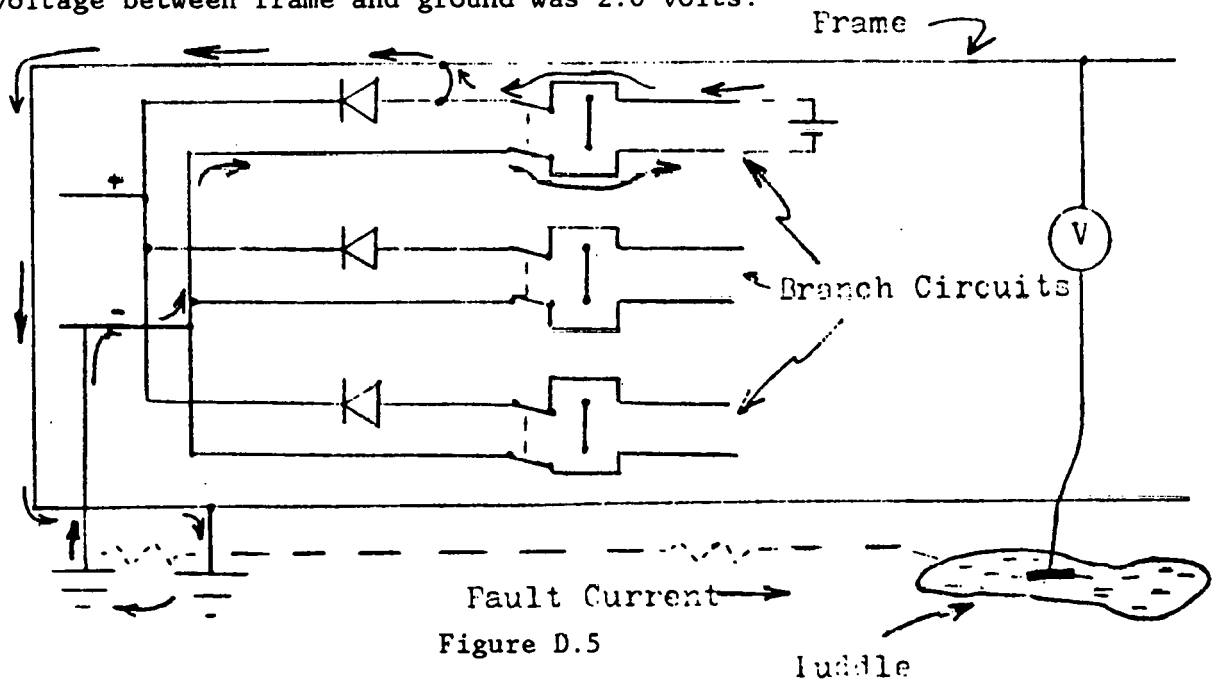 voltage between frame and ground was 2.0 volts.
Frame
+
-
V
Branch Circuits
Fault Current
Figure D.5